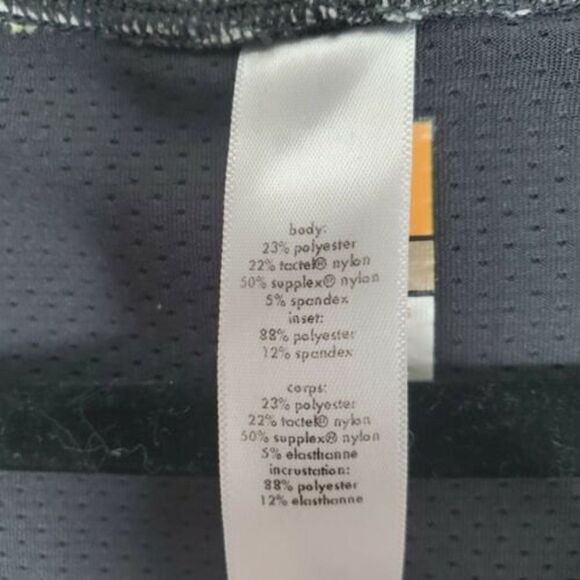 body:
23% polyester
22% tactel® nylon
50% supplex® nylon
5% spandex
inset:
88% polyester
12% spandex
corps:
23% polyester
22% tactel® nylon
50% supplex® nylon
5% elasthanne
incrustation:
88% polyester
12% elasthanne